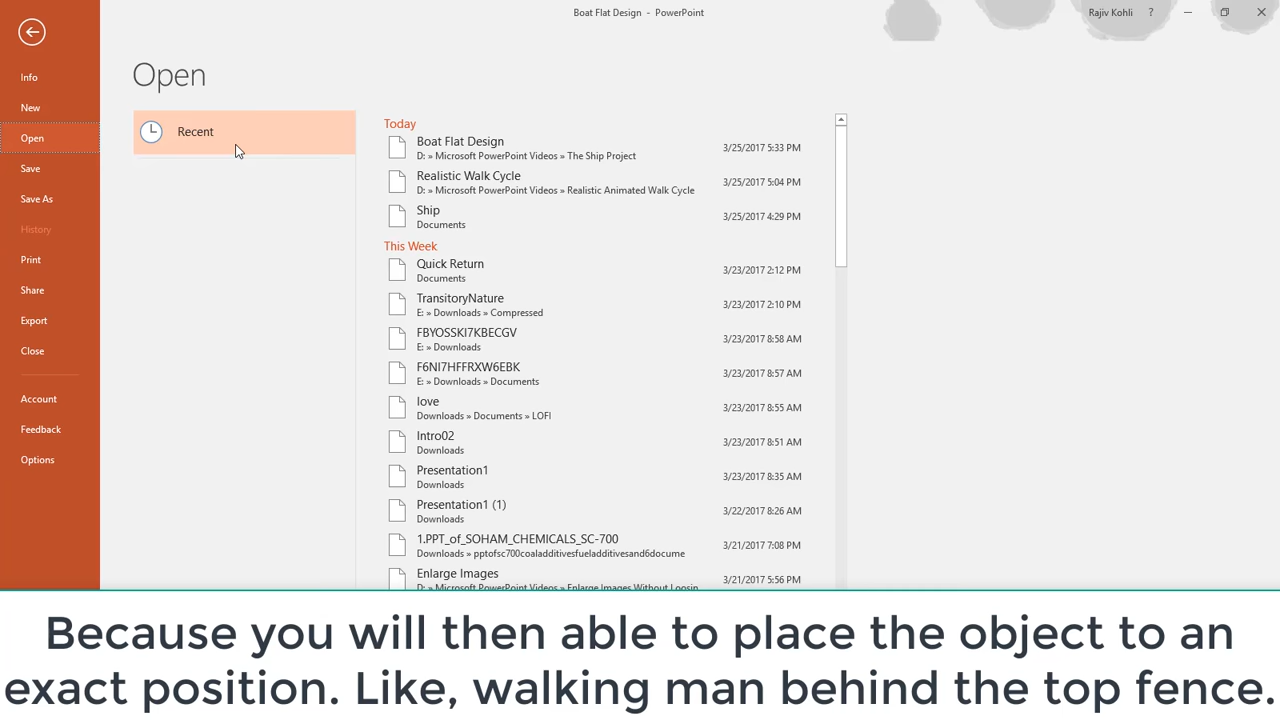 Boat Flat Design - PowerPoint
Rajiv Kohli
?
Info
New
Open
Save
Save As
History
Print
Share
Export
Close
Account
Feedback
Options
Open
Recent
Today
Boat Flat Design
D: » Microsoft PowerPoint Videos » The Ship Project
3/25/2017 5:33 PM
Realistic Walk Cycle
D: » Microsoft PowerPoint Videos » Realistic Animated Walk Cycle
3/25/2017 5:04 PM
Ship
Documents
3/25/2017 4:29 PM
This Week
Quick Return
Documents
3/23/2017 2:12 PM
TransitoryNature
E: » Downloads » Compressed
3/23/2017 2:10 PM
FBYOSSKI7KBECGV
E: » Downloads
3/23/2017 8:58 AM
F6NI7HFFRXW6EBK
E: » Downloads » Documents
3/23/2017 8:57 AM
love
Downloads » Documents » LOFI
3/23/2017 8:55 AM
Intro02
Downloads
3/23/2017 8:51 AM
Presentation1
Downloads
3/23/2017 8:35 AM
Presentation1 (1)
Downloads
3/22/2017 8:26 AM
1.PPT_of_SOHAM_CHEMICALS_SC-700
Downloads » pptofsc700coaladditivesfueladditivesand6docume
3/21/2017 7:08 PM
Enlarge Images
D: » Microsoft PowerPoint Videos » Enlarge Images Without Loosin
3/21/2017 5:56 PM
Because you will then able to place the object to an
exact position. Like, walking man behind the top fence.